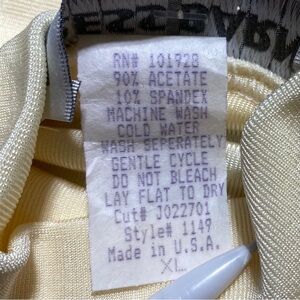 RN# 101928
90% ACETATE
10% SPANDEX
MACHINE WASH
COLD WATER
WASH SEPERATELY
GENTLE CYCLE
DO NOT BLEACH
LAY FLAT TO DRY
Cut# J022701
Style# 1149
Made in U.S.A.
XL